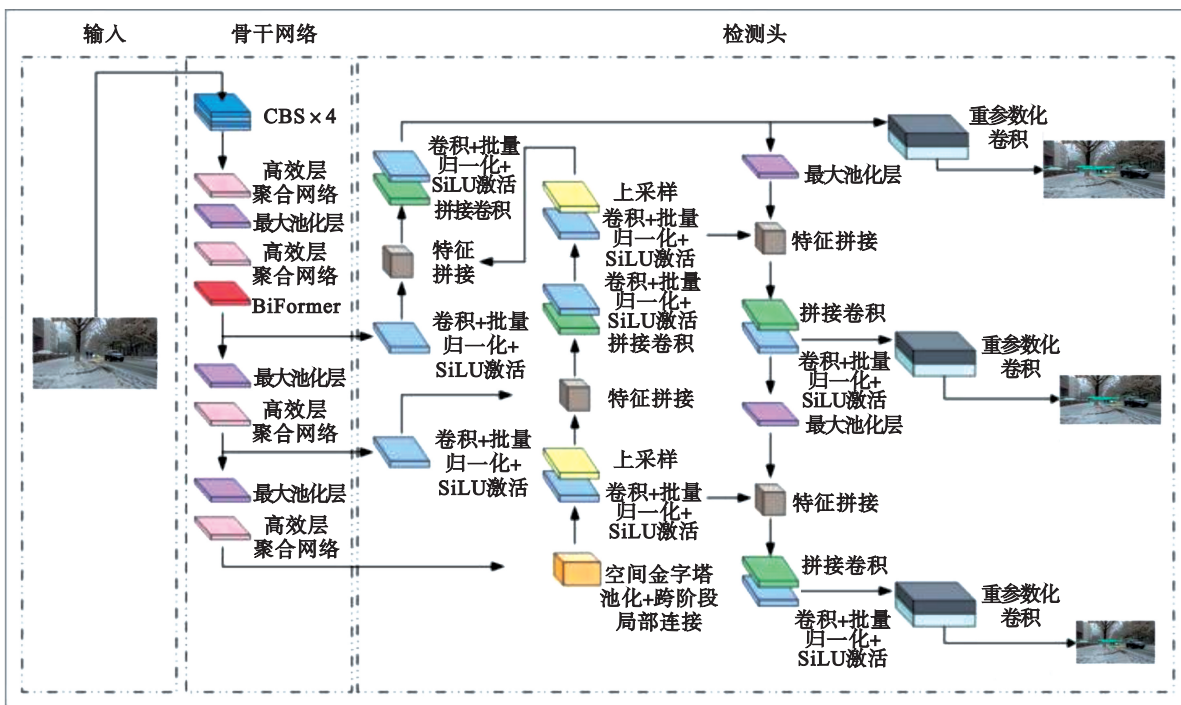 输入
骨干网络
检测头
CBS×4
高效层
聚合网络
最大池化层
高效层
聚合网络
BiFormer
最大池化层
高效层
聚合网络
最大池化层
高效层
聚合网络
卷积+批量
归一化+
SiLU激活
拼接卷积
特征
拼接
卷积+批量
归一化+
SiLU激活
卷积+批量
归一化+
SiLU激活
上采样
卷积+批量
归一化+
SiLU激活
卷积+批量
归一化+
SiLU激活
拼接卷积
特征拼接
上采样
卷积+批量
归一化+
SiLU激活
空间金字塔
池化+跨阶段
局部连接
最大池化层
特征拼接
拼接卷积
卷积+批量
归一化+
SiLU激活
最大池化层
特征拼接
拼接卷积
卷积+批量
归一化+
SiLU激活
重参数化
卷积
重参数化
卷积
重参数化
卷积